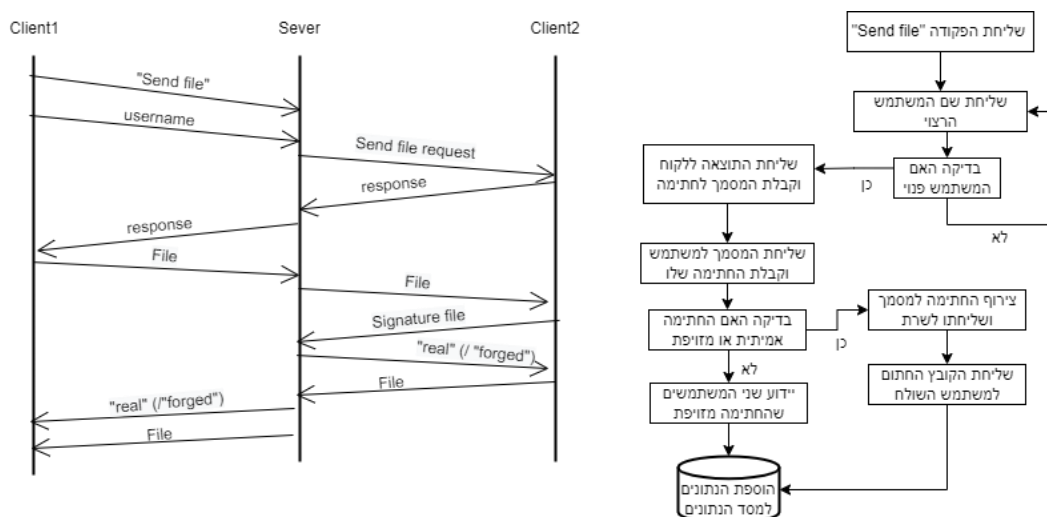 Client1
Sever
Client2
"Send file"
username
Send file request
response
response
File
File
Signature file
"real" (/ "forged")
File
"real" (/"forged")
File
שליחת הפקודה "Send file"
שליחת שם המשתמש
הרצוי
בדיקה האם
המשתמש פנוי
כן
לא
שליחת התוצאה ללקוח
וקבלת המסמך לחתימה
שליחת המסמך למשתמש
וקבלת החתימה שלו
בדיקה האם החתימה
אמיתית או מזויפת
כן
לא
צירוף החתימה למסמך
ושליחתו לשרת
שליחת הקובץ החתום
למשתמש השולח
יידוע שני המשתמשים
שהחתימה מזויפת
הוספת הנתונים
למסד הנתונים